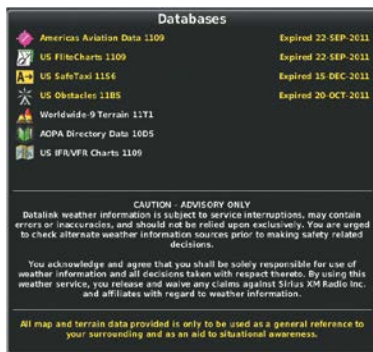 Databases
Americas Aviation Data 1109 Expired 22-SEP-2011
US FliteCharts 1109 Expired 22-SEP-2011
A→ US SafeTaxi 11S6 Expired 15-DEC-2011
US Obstacles 11B5 Expired 20-OCT-2011
Worldwide-9 Terrain 11T1
AOPA Directory Data 10D5
US IFR/VFR Charts 1109
CAUTION - ADVISORY ONLY
Datalink weather information is subject to service interruptions, may contain
errors or inaccuracies, and should not be relied upon exclusively. You are urged
to check alternate weather information sources prior to making safety related
decisions.
You acknowledge and agree that you shall be solely responsible for use of
weather information and all decisions taken with respect thereto. By using this
weather service, you release and waive any claims against Sirius XM Radio Inc.
and affiliates with regard to weather information.
All map and terrain data provided is only to be used as a general reference to
your surrounding and as an aid to situational awareness.